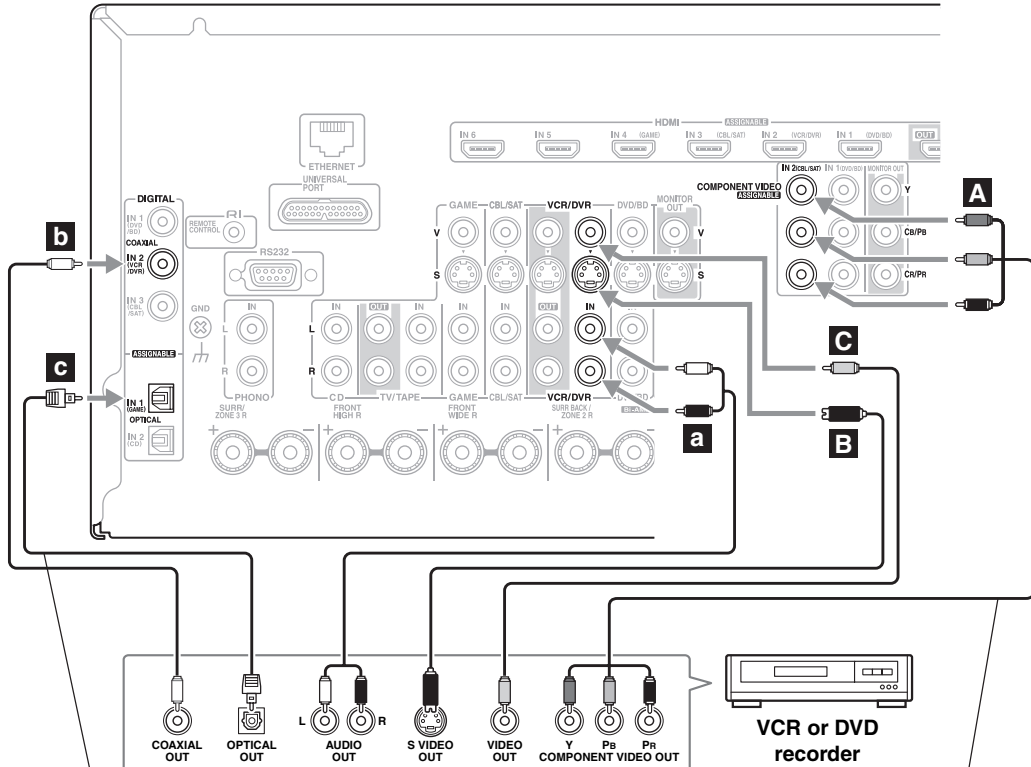 HDMI ASSIGNABLE
IN 6 IN 5 IN 4 (GAME) IN 3 (CBL/SAT) IN 2 (VCR/DVR) IN 1 (DVD/BD) OUT
ETHERNET
UNIVERSAL
PORT
IN 2(CBL/SAT) IN 1(DVD/BD) MONITOR OUT
COMPONENT VIDEO
ASSIGNABLE
Y
CB/PB
CR/PR
A
DIGITAL
IN 1
(DVD
/BD)
COAXIAL
IN 2
(VCR
/DVR)
IN 3
(CBL
/SAT)
ASSIGNABLE
IN 1
(GAME)
OPTICAL
IN 2
(CD)
b
c
REMOTE
CONTROL
RI
RS232
GND
GAME CBL/SAT VCR/DVR DVD/BD MONITOR
OUT
V V
S S
IN IN OUT IN IN IN OUT IN IN
L L
R R
PHONO CD TV/TAPE GAME CBL/SAT VCR/DVR
SURR/
ZONE 2 R
FRONT
HIGH R
FRONT
WIDE R
SURR BACK /
ZONE 2 R
+ − + − + − + −
C
a
B
L R
COAXIAL
OUT
OPTICAL
OUT
AUDIO
OUT
S VIDEO
OUT
VIDEO
OUT
Y PB PR
COMPONENT VIDEO OUT
VCR or DVD
recorder